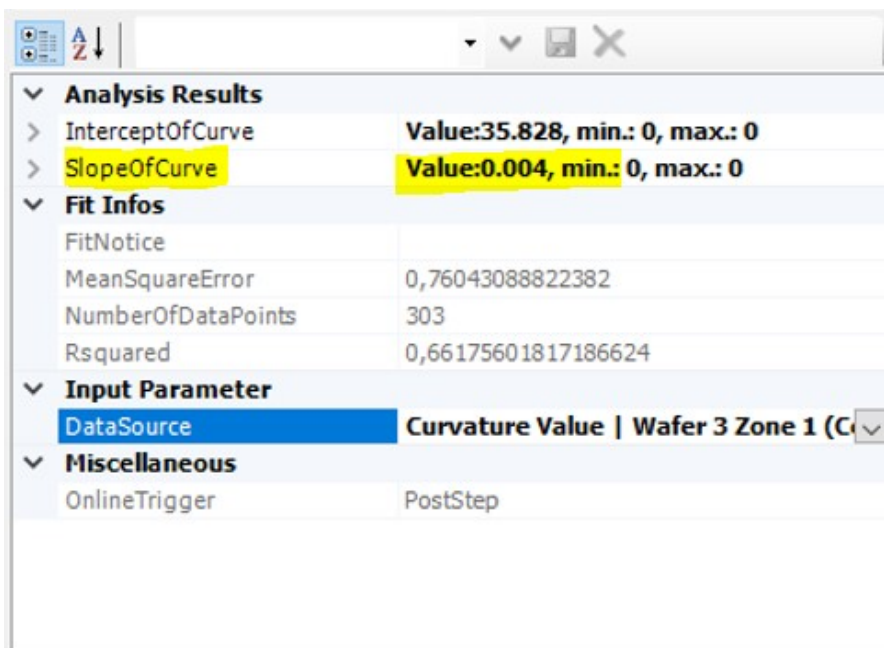 Analysis Results
InterceptOfCurve Value:35.828, min.: 0, max.: 0
SlopeOfCurve Value:0.004, min.: 0, max.: 0
Fit Infos
FitNotice
MeanSquareError 0,76043088822382
NumberOfDataPoints 303
Rsquared 0,66175601817186624
Input Parameter
DataSource Curvature Value | Wafer 3 Zone 1 (C
Miscellaneous
OnlineTrigger PostStep